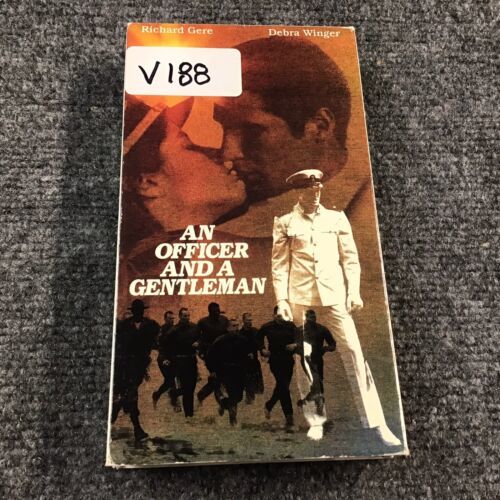 Richard Gere Debra Winger
V188
AN
OFFICER
AND A
GENTLEMAN